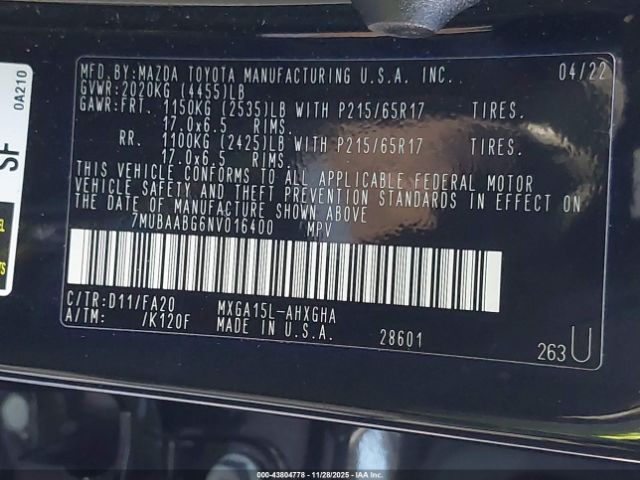 MFD.BY:MAZDA TOYOTA MANUFACTURING U.S.A. INC. 04/22
GVWR:2020KG (4455)LB
GAWR:FRT. 1150KG (2535)LB WITH P215/65R17 TIRES.
17.0x6.5 RIMS.
RR. 1100KG (2425)LB WITH P215/65R17 TIRES.
17.0x6.5 RIMS.
THIS VEHICLE CONFORMS TO ALL APPLICABLE FEDERAL MOTOR
VEHICLE SAFETY AND THEFT PREVENTION STANDARDS IN EFFECT ON
THE DATE OF MANUFACTURE SHOWN ABOVE
7MUBAABG6NV016400 MPV
C/TR:D11/FA20 MXGA15L-AHXGHA
A/TM: /K120F MADE IN U.S.A. 28601
263U
0A210
SF
000-43804778 - 11/28/2025 - IAA Inc.